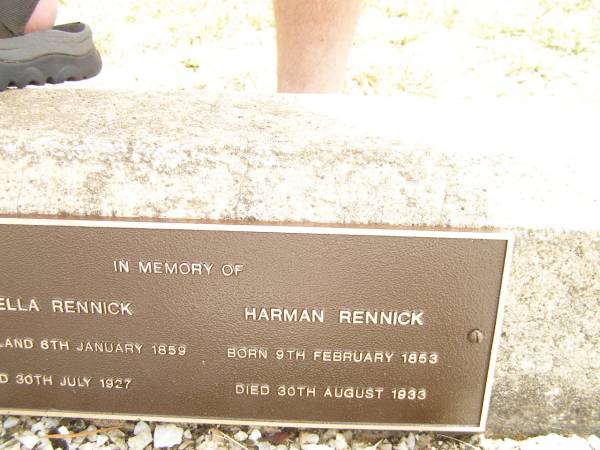 IN MEMORY OF
ELLA RENNICK HARMAN RENNICK
LAND 6TH JANUARY 1859 BORN 9TH FEBRUARY 1853
D 30TH JULY 1927 DIED 30TH AUGUST 1933